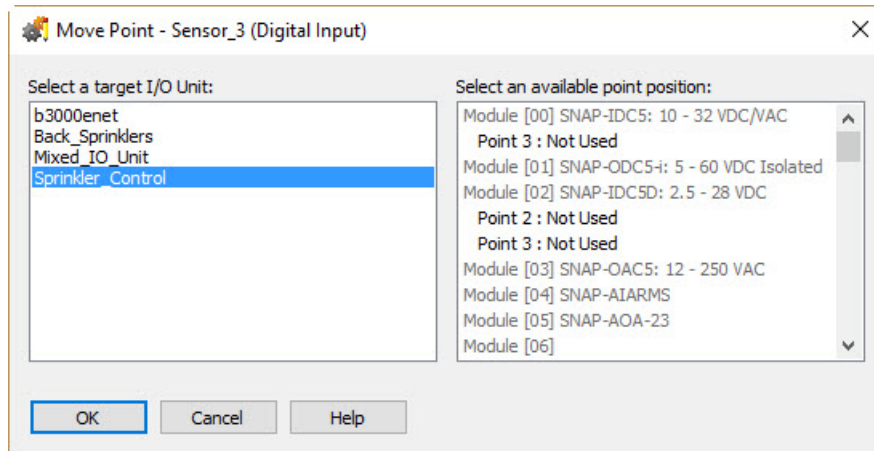 Move Point - Sensor_3 (Digital Input)
Select a target I/O Unit:
b3000enet
Back_Sprinklers
Mixed_IO_Unit
Sprinkler_Control
Select an available point position:
Module [00] SNAP-IDC5: 10 - 32 VDC/VAC
Point 3 : Not Used
Module [01] SNAP-ODC5-i: 5 - 60 VDC Isolated
Module [02] SNAP-IDC5D: 2.5 - 28 VDC
Point 2 : Not Used
Point 3 : Not Used
Module [03] SNAP-OAC5: 12 - 250 VAC
Module [04] SNAP-AIARMS
Module [05] SNAP-AOA-23
Module [06]
OK
Cancel
Help